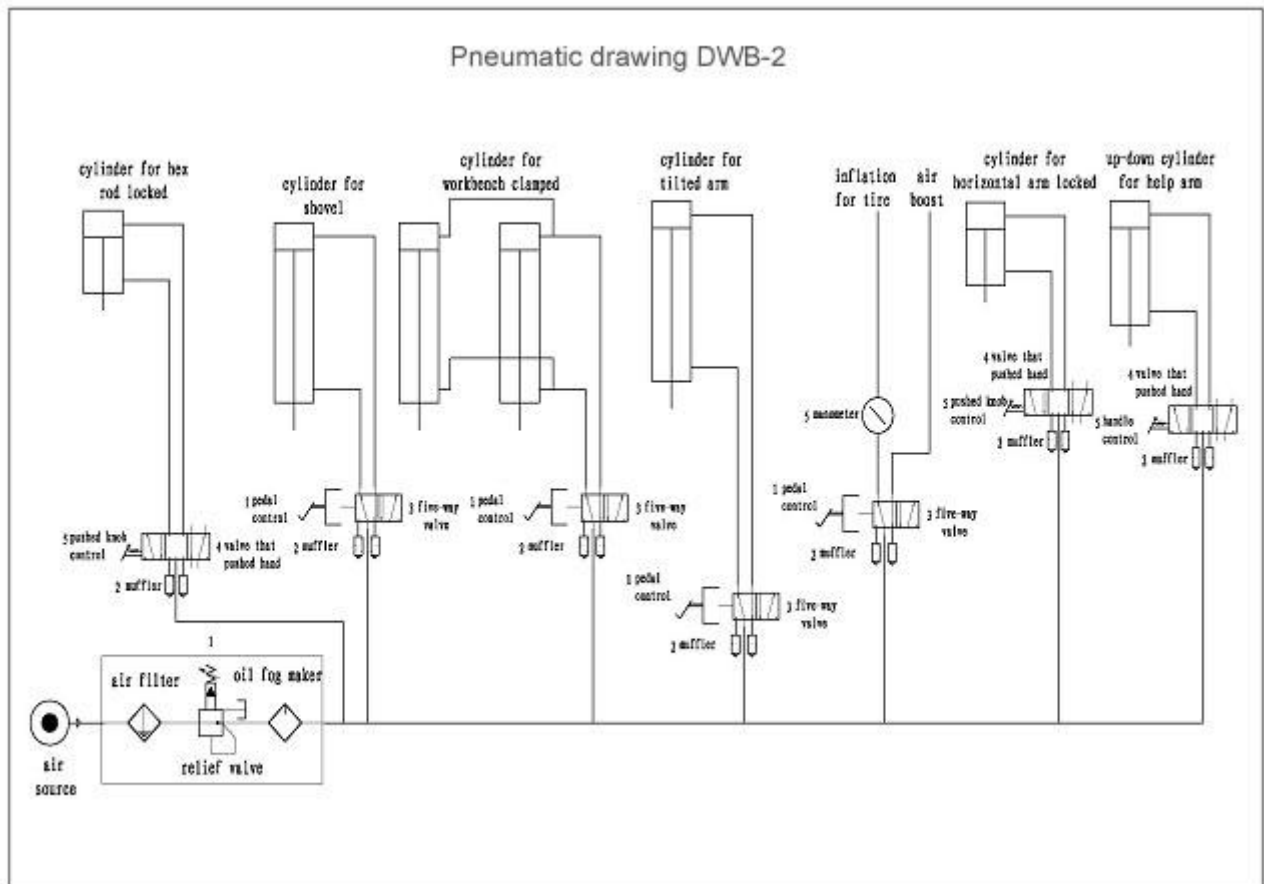 Pneumatic drawing DWB-2
cylinder for hex
rod locked
cylinder for
shovel
cylinder for
workbench clamped
cylinder for
tilted arm
inflation
for tire
air
boost
cylinder for
horizontal arm locked
up-down cylinder
for help arm
4 valve that
pushed hand
5 pushed knob
control
2 muffler
4 valve that
pushed hand
5 handle
control
2 muffler
5 manometer
1 pedal
control
3 five-way
valve
2 muffler
1 pedal
control
3 five-way
valve
2 muffler
1 pedal
control
3 five-way
valve
2 muffler
5 pushed knob
control
4 valve that
pushed hand
2 muffler
1 pedal
control
3 five-way
valve
2 muffler
1
air filter
oil fog maker
relief valve
air
source